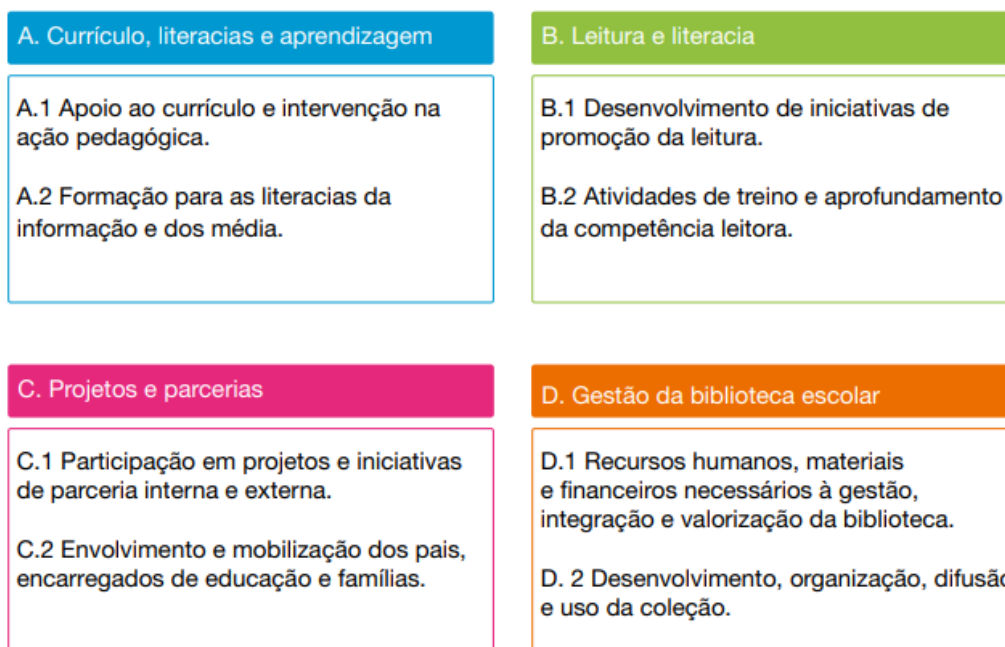 A. Currículo, literacias e aprendizagem
A.1 Apoio ao currículo e intervenção na
ação pedagógica.
A.2 Formação para as literacias da
informação e dos média.
B. Leitura e literacia
B.1 Desenvolvimento de iniciativas de
promoção da leitura.
B.2 Atividades de treino e aprofundamento
da competência leitora.
C. Projetos e parcerias
C.1 Participação em projetos e iniciativas
de parceria interna e externa.
C.2 Envolvimento e mobilização dos pais,
encarregados de educação e famílias.
D. Gestão da biblioteca escolar
D.1 Recursos humanos, materiais
e financeiros necessários à gestão,
integração e valorização da biblioteca.
D. 2 Desenvolvimento, organização, difusão
e uso da coleção.